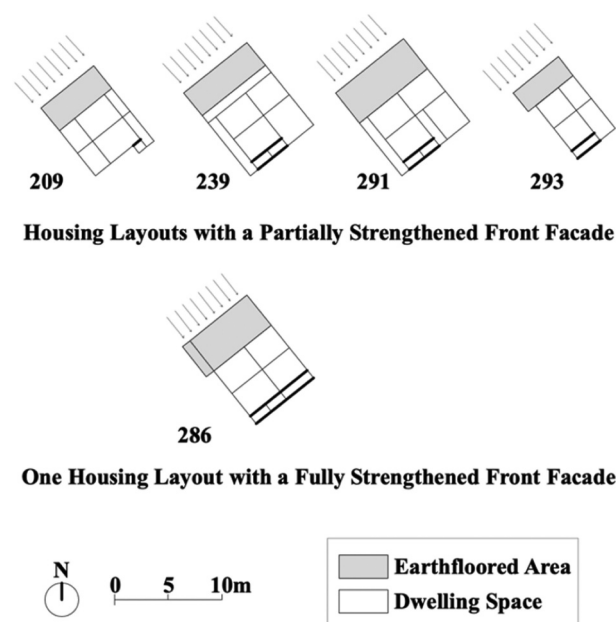 209 239 291 293
Housing Layouts with a Partially Strengthened Front Facade
286
One Housing Layout with a Fully Strengthened Front Facade
N
0 5 10m
Earthfloored Area
Dwelling Space